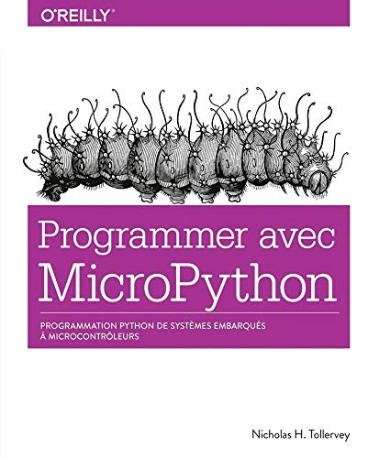 O'REILLY®
Programmer avec
MicroPython
PROGRAMMATION PYTHON DE SYSTÈMES EMBARQUÉS
À MICROCONTRÔLEURS
Nicholas H. Tollervey